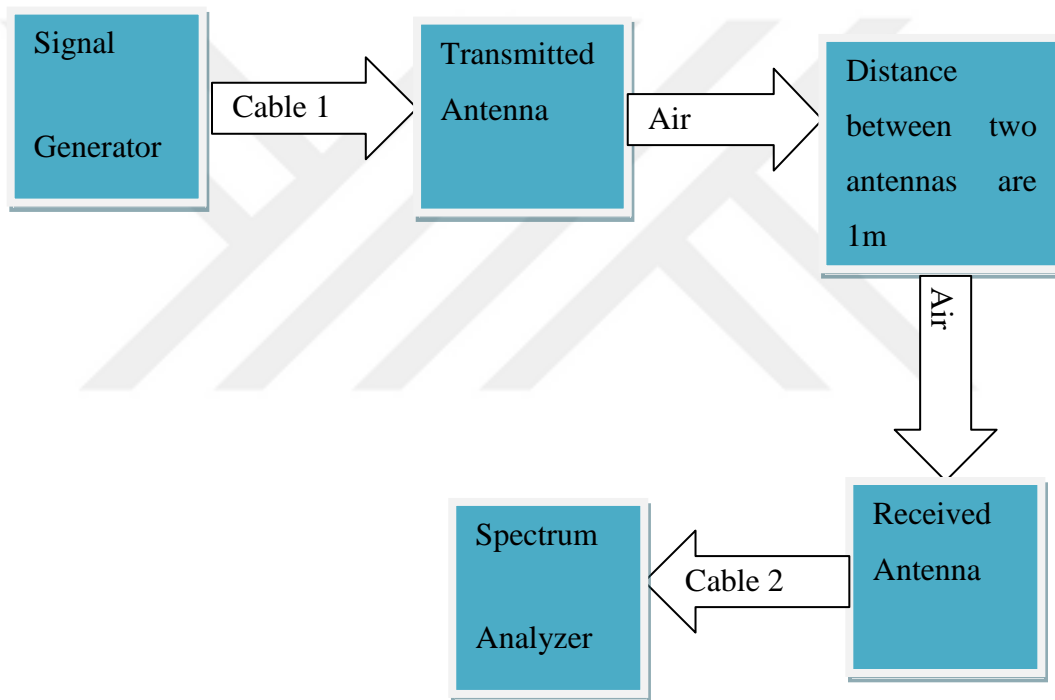 Signal
Generator
Cable 1
Transmitted
Antenna
Air
Distance
between two
antennas are
1m
Air
Received
Antenna
Cable 2
Spectrum
Analyzer